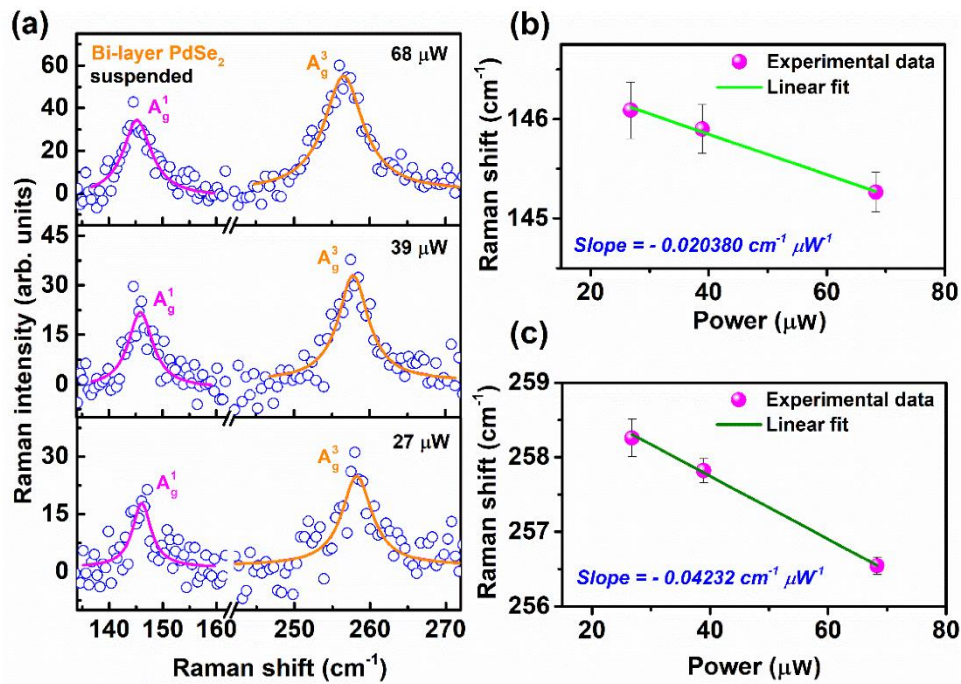 (a)
Bi-layer PdSe₂
suspended
68 μW
A¹g
A³g
60
40
20
0
39 μW
A¹g
A³g
45
30
15
0
27 μW
A¹g
A³g
30
15
0
140 150 160 250 260 270
Raman shift (cm⁻¹)
Raman intensity (arb. units)
(b)
Experimental data
Linear fit
146
145
Slope = - 0.020380 cm⁻¹ μW⁻¹
20 40 60 80
Power (μW)
Raman shift (cm⁻¹)
(c)
Experimental data
Linear fit
259
258
257
256
Slope = - 0.04232 cm⁻¹ μW⁻¹
20 40 60 80
Power (μW)
Raman shift (cm⁻¹)